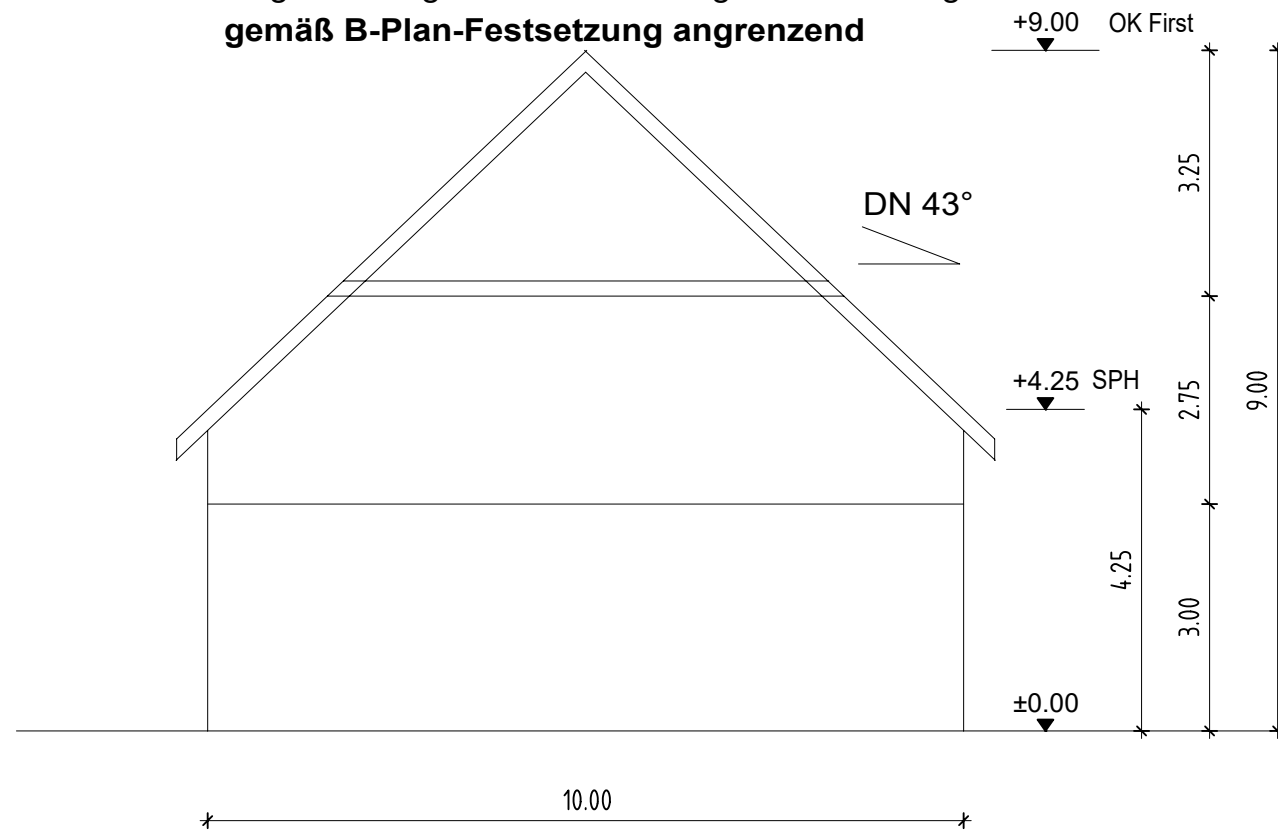 gemäß B-Plan-Festsetzung angrenzend
+9.00 OK First
3.25
DN 43°
+4.25 SPH
2.75
9.00
4.25
3.00
±0.00
10.00